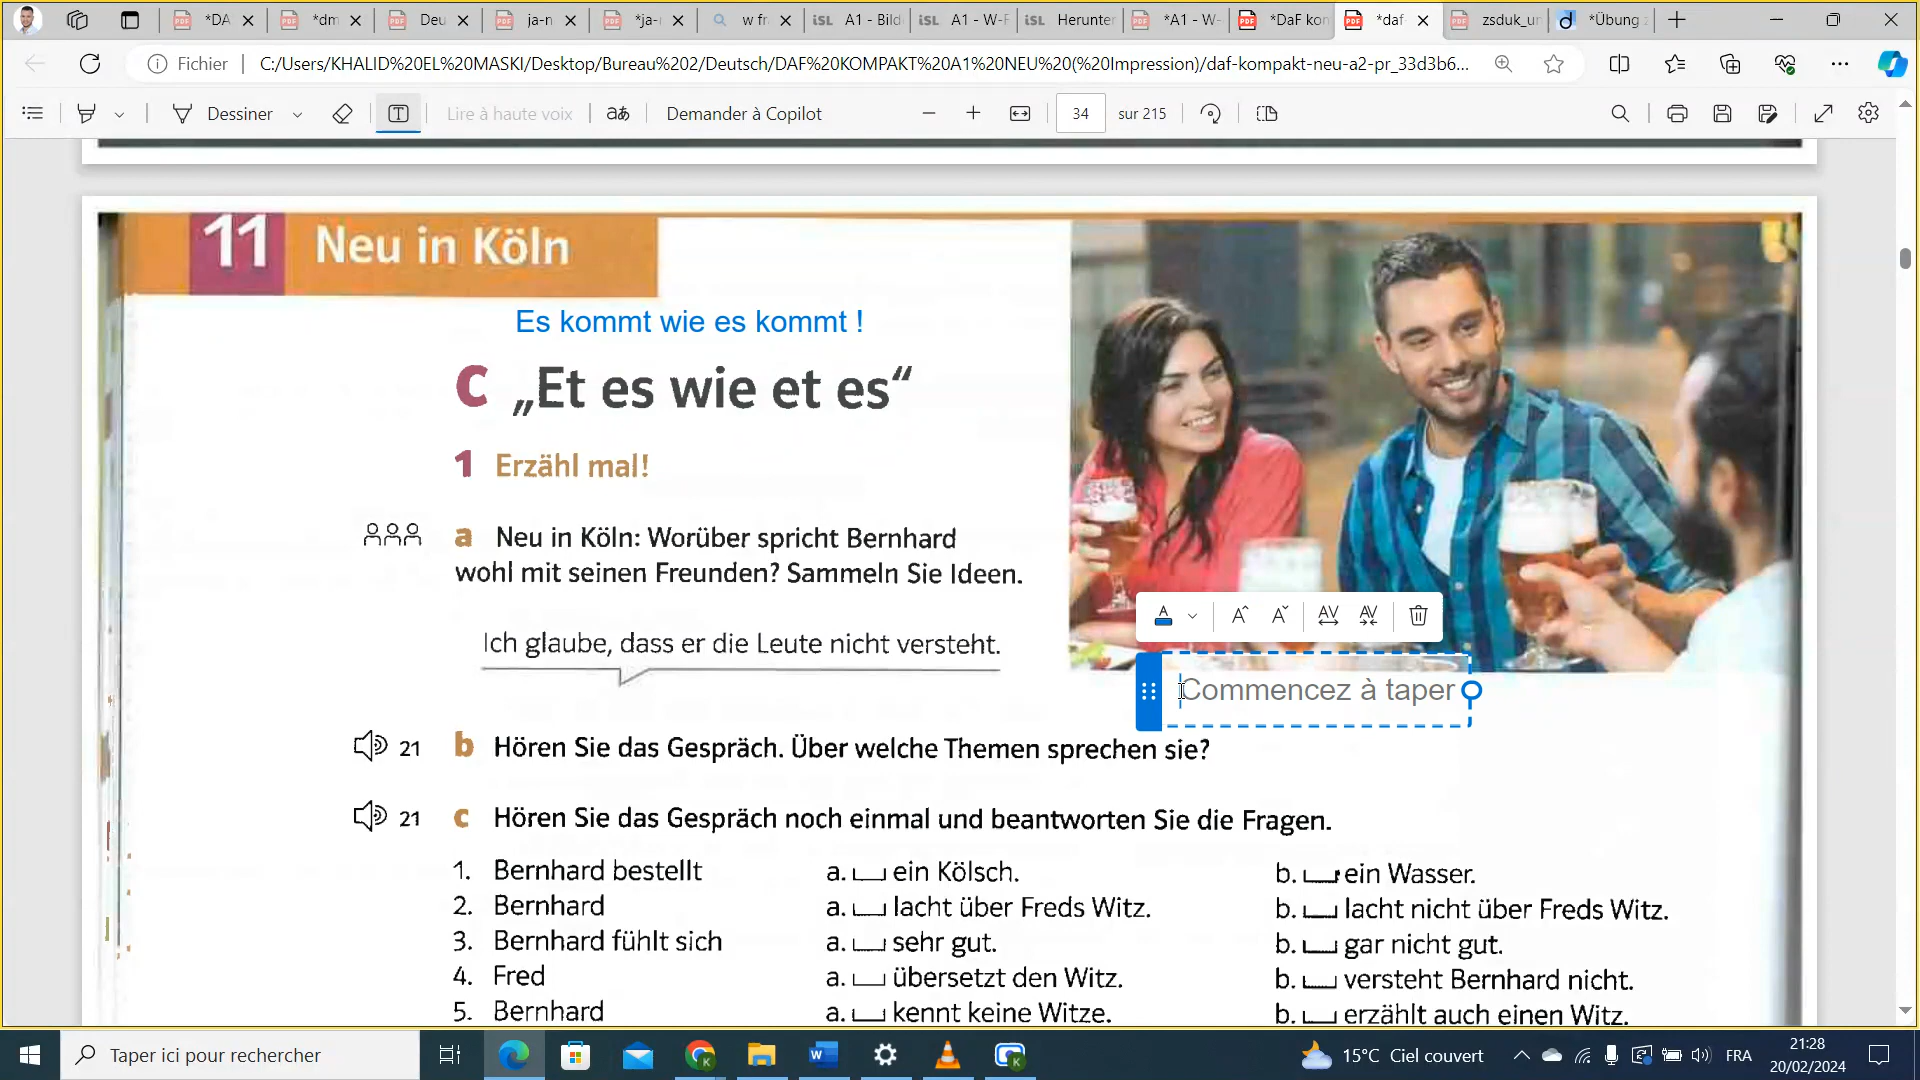 *DA
*dm
Deu
ja-n
*ja-r
w fr
A1 - Bild
A1 - W-F
Herunter
*A1 - W-
*DaF kon
*daf
zsduk_ur
*Übung z
Fichier
C:/Users/KHALID%20EL%20MASKI/Desktop/Bureau%202/Deutsch/DAF%20KOMPAKT%20A1%20NEU%20(%20Impression)/daf-kompakt-neu-a2-pr_33d3b6...
Dessiner
Lire à haute voix
aあ
Demander à Copilot
34
sur 215
11 Neu in Köln
Es kommt wie es kommt !
C „Et es wie et es“
1 Erzähl mal!
a Neu in Köln: Worüber spricht Bernhard
wohl mit seinen Freunden? Sammeln Sie Ideen.
Ich glaube, dass er die Leute nicht versteht.
Commencez à taper
21 b Hören Sie das Gespräch. Über welche Themen sprechen sie?
21 c Hören Sie das Gespräch noch einmal und beantworten Sie die Fragen.
1. Bernhard bestellt a. ein Kölsch. b. ein Wasser.
2. Bernhard a. lacht über Freds Witz. b. lacht nicht über Freds Witz.
3. Bernhard fühlt sich a. sehr gut. b. gar nicht gut.
4. Fred a. übersetzt den Witz. b. versteht Bernhard nicht.
5. Bernhard a. kennt keine Witze. b. erzählt auch einen Witz.
Taper ici pour rechercher
15°C Ciel couvert
FRA
21:28
20/02/2024